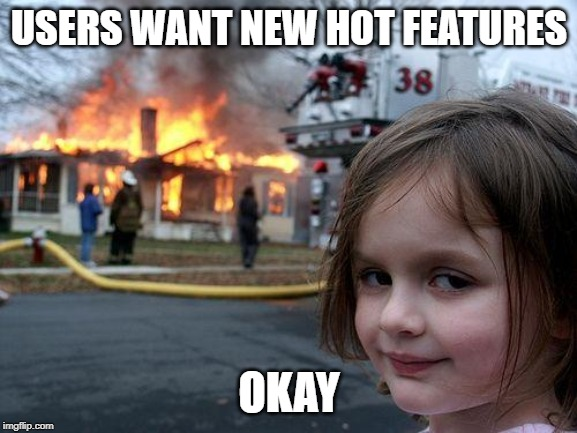 USERS WANT NEW HOT FEATURES
38
OKAY
imgflip.com